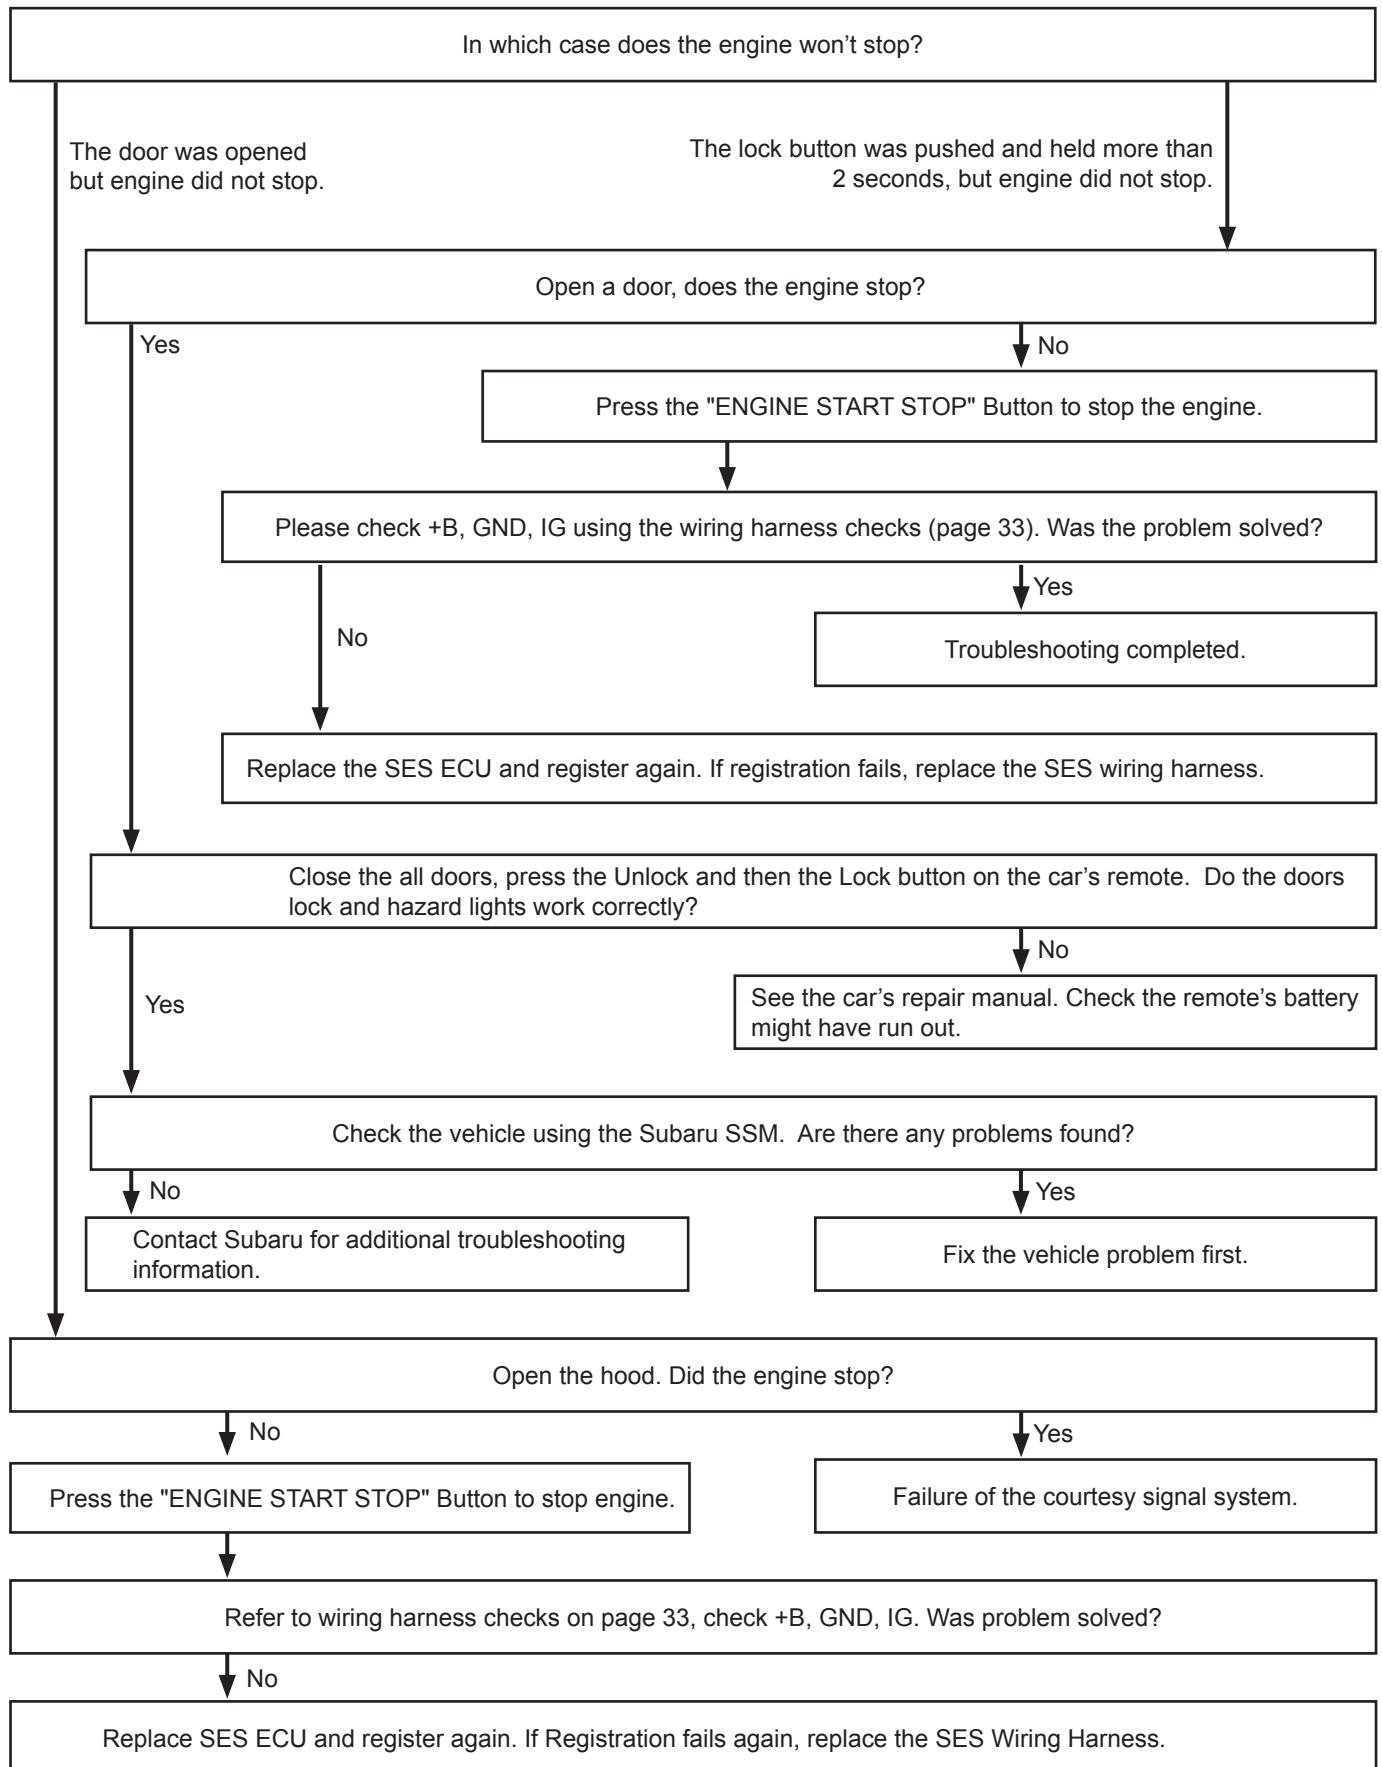 In which case does the engine won't stop?
The door was opened
but engine did not stop.
The lock button was pushed and held more than
2 seconds, but engine did not stop.
Open a door, does the engine stop?
Yes
No
Press the "ENGINE START STOP" Button to stop the engine.
Please check +B, GND, IG using the wiring harness checks (page 33). Was the problem solved?
Yes
No
Troubleshooting completed.
Replace the SES ECU and register again. If registration fails, replace the SES wiring harness.
Close the all doors, press the Unlock and then the Lock button on the car's remote.  Do the doors
lock and hazard lights work correctly?
No
Yes
See the car's repair manual. Check the remote's battery
might have run out.
Check the vehicle using the Subaru SSM.  Are there any problems found?
No
Yes
Contact Subaru for additional troubleshooting
information.
Fix the vehicle problem first.
Open the hood. Did the engine stop?
No
Yes
Press the "ENGINE START STOP" Button to stop engine.
Failure of the courtesy signal system.
Refer to wiring harness checks on page 33, check +B, GND, IG. Was problem solved?
No
Replace SES ECU and register again. If Registration fails again, replace the SES Wiring Harness.